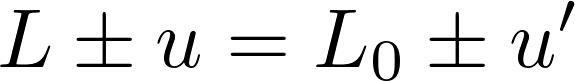 L ± u = L₀ ± u′